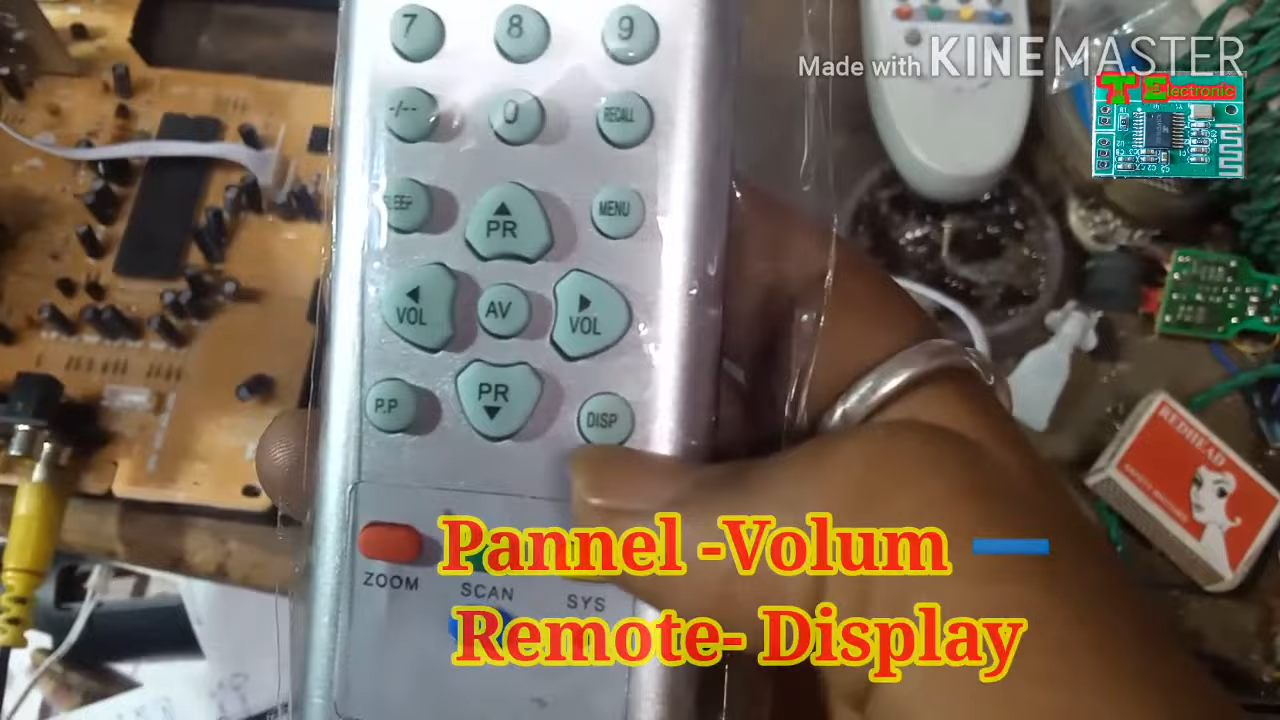 7 8 9
Made with KINEMASTER
T Electronic
-/-- 0 RECALL
SLEEP PR MENU
VOL AV VOL
P.P PR DISP
REDHEAD
ZOOM SCAN SYS
Pannel -Volum –
Remote- Display